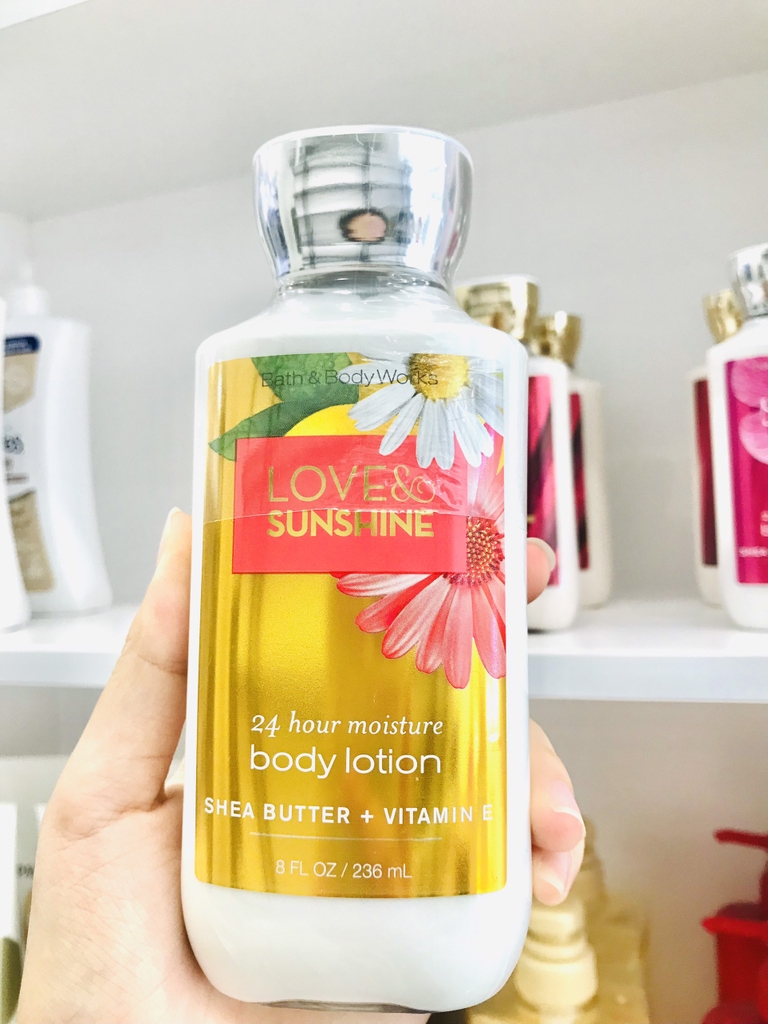 Bath & Body Works
LOVE &
SUNSHINE
24 hour moisture
body lotion
SHEA BUTTER + VITAMIN E
8 FL OZ / 236 mL